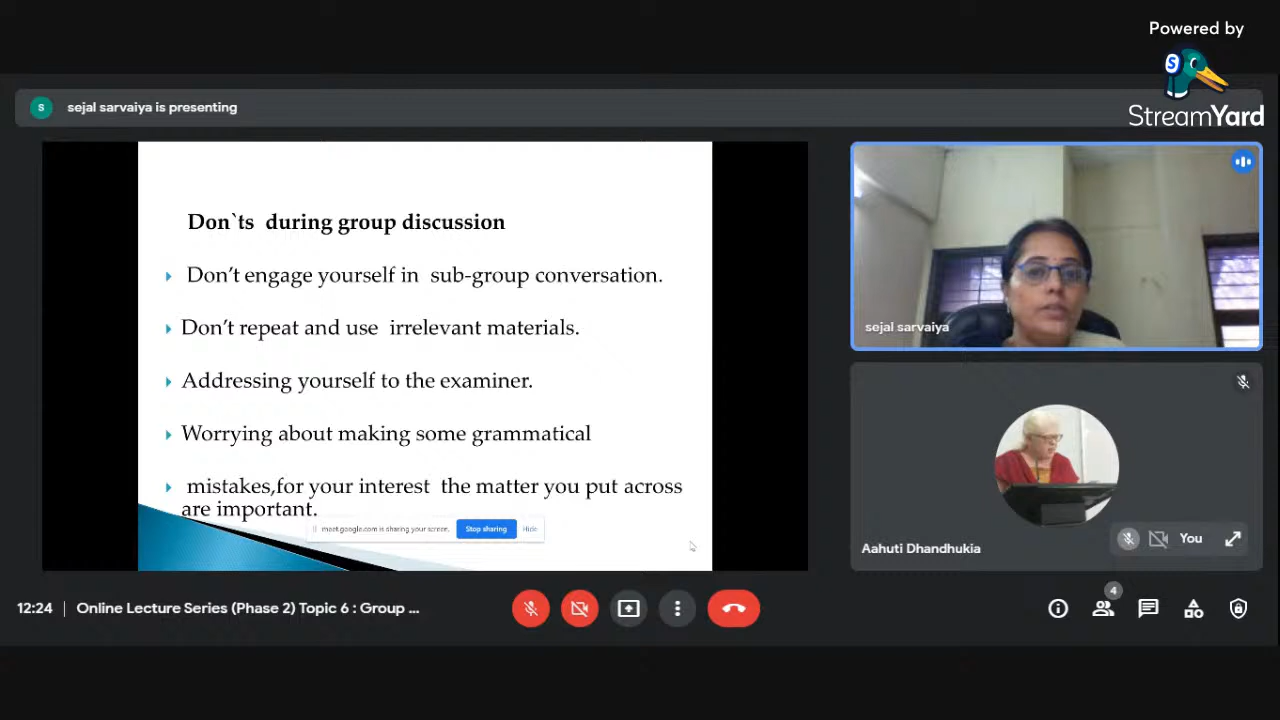 Powered by
StreamYard
S
sejal sarvaiya is presenting
Don`ts during group discussion
Don't engage yourself in sub-group conversation.
Don't repeat and use irrelevant materials.
Addressing yourself to the examiner.
Worrying about making some grammatical
mistakes,for your interest the matter you put across
are important.
meet.google.com is sharing your screen.
Stop sharing
Hide
sejal sarvaiya
Aahuti Dhandhukia
You
12:24
Online Lecture Series (Phase 2) Topic 6 : Group ...
4